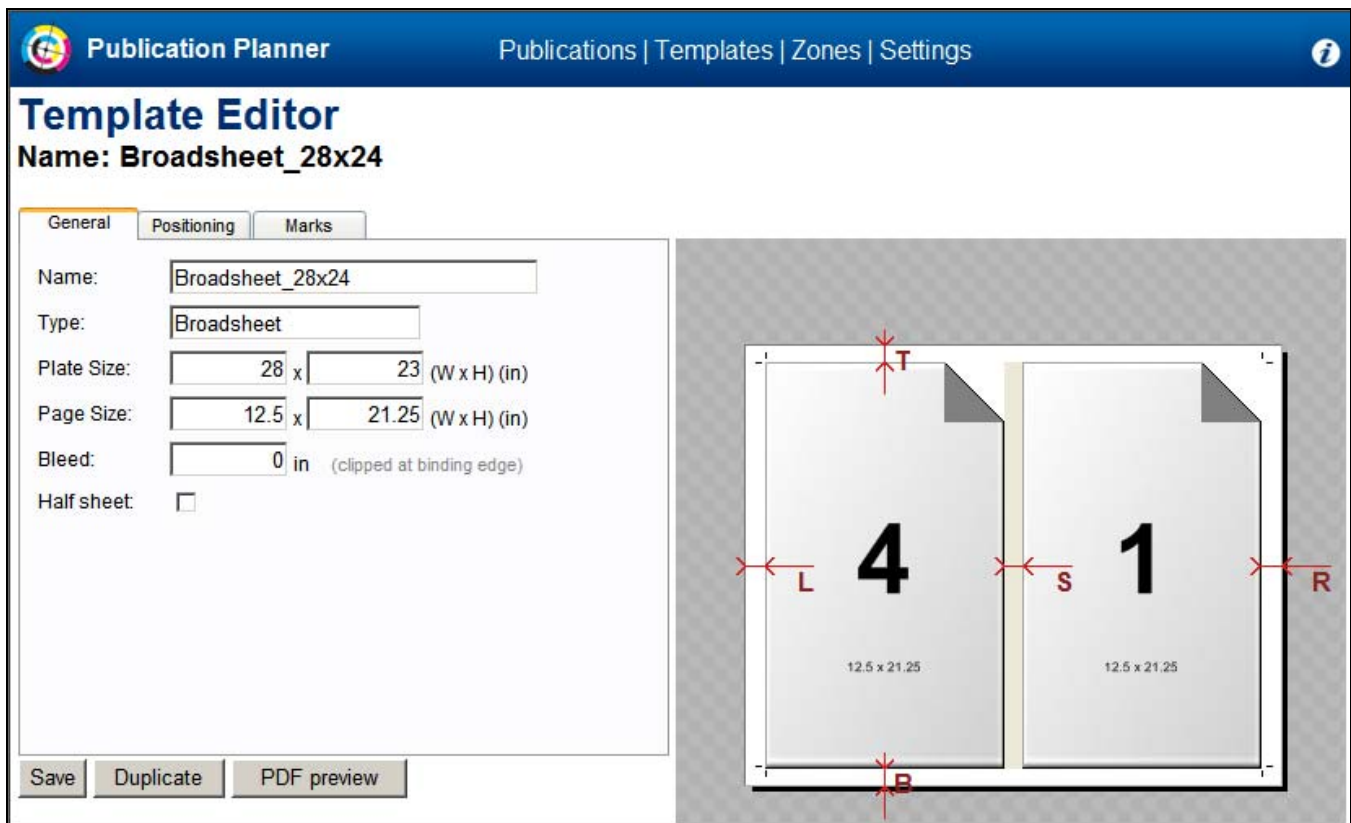 Publication Planner
Publications | Templates | Zones | Settings
i
Template Editor
Name: Broadsheet_28x24
General Positioning Marks
Name: Broadsheet_28x24
Type: Broadsheet
Plate Size: 28 x 23 (W x H) (in)
Page Size: 12.5 x 21.25 (W x H) (in)
Bleed: 0 in (clipped at binding edge)
Half sheet:
Save Duplicate PDF preview
T
4 1
L S R
12.5 x 21.25 12.5 x 21.25
B